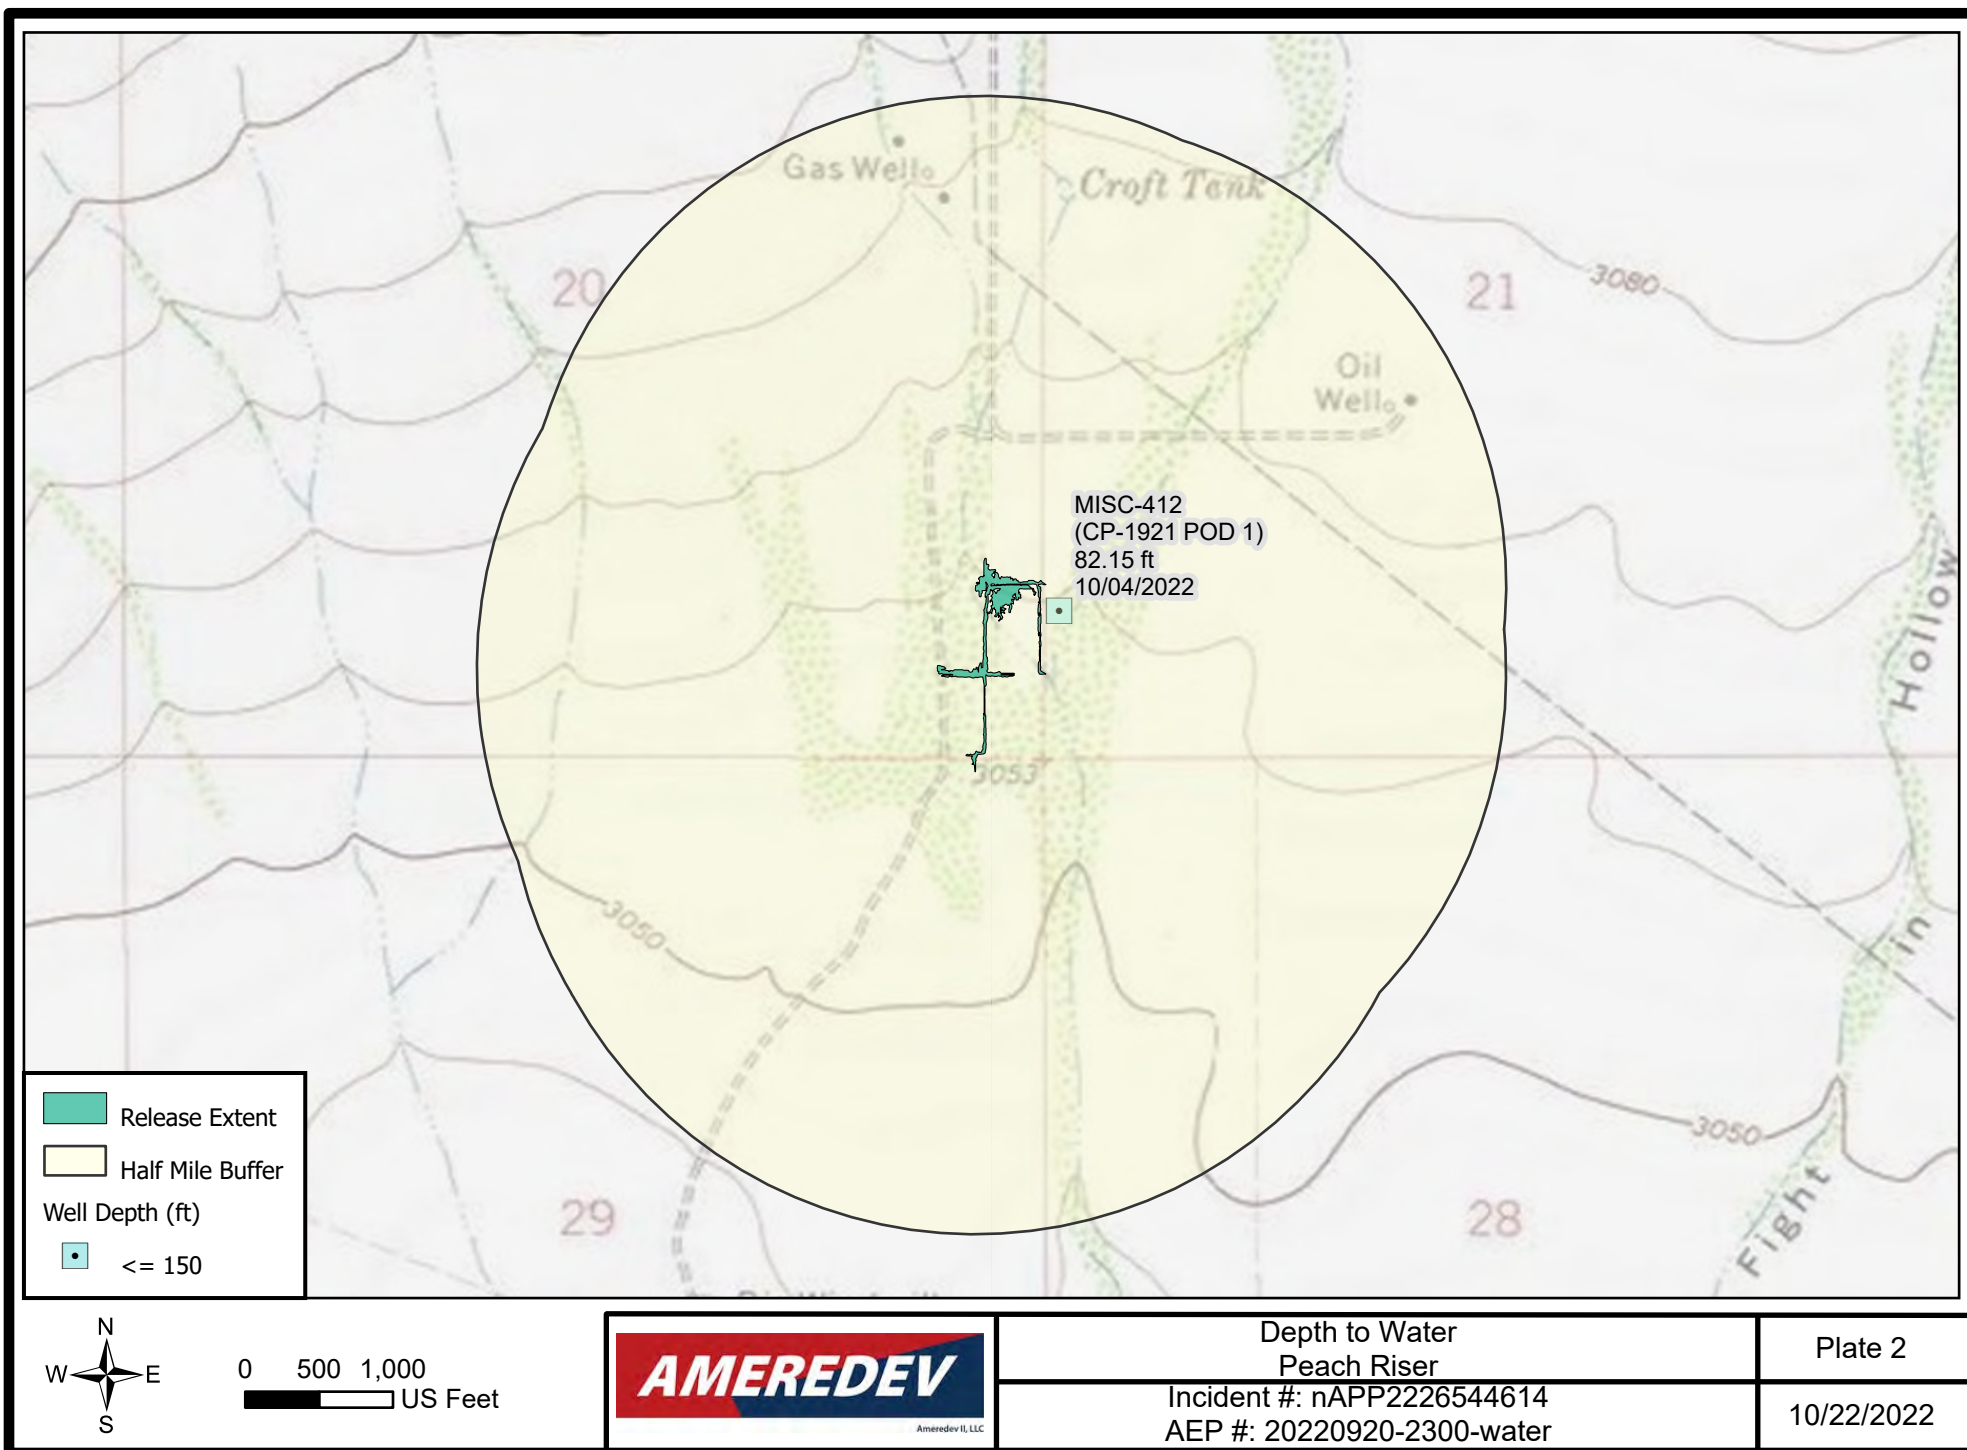 Gas Well
Croft Tank
20
21
3080
Oil
Well
MISC-412
(CP-1921 POD 1)
82.15 ft
10/04/2022
Hollow
3053
in
3050
3050
Fight
29
28
Release Extent
Half Mile Buffer
Well Depth (ft)
<= 150
N
W E
S
0 500 1,000
US Feet
AMEREDEV
Ameredev II, LLC
Depth to Water
Peach Riser
Incident #: nAPP2226544614
AEP #: 20220920-2300-water
Plate 2
10/22/2022